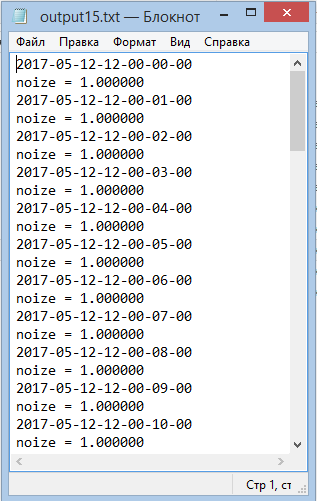 output15.txt — Блокнот
Файл Правка Формат Вид Справка
2017-05-12-12-00-00-00
noize = 1.000000
2017-05-12-12-00-01-00
noize = 1.000000
2017-05-12-12-00-02-00
noize = 1.000000
2017-05-12-12-00-03-00
noize = 1.000000
2017-05-12-12-00-04-00
noize = 1.000000
2017-05-12-12-00-05-00
noize = 1.000000
2017-05-12-12-00-06-00
noize = 1.000000
2017-05-12-12-00-07-00
noize = 1.000000
2017-05-12-12-00-08-00
noize = 1.000000
2017-05-12-12-00-09-00
noize = 1.000000
2017-05-12-12-00-10-00
noize = 1.000000
Стр 1, ст